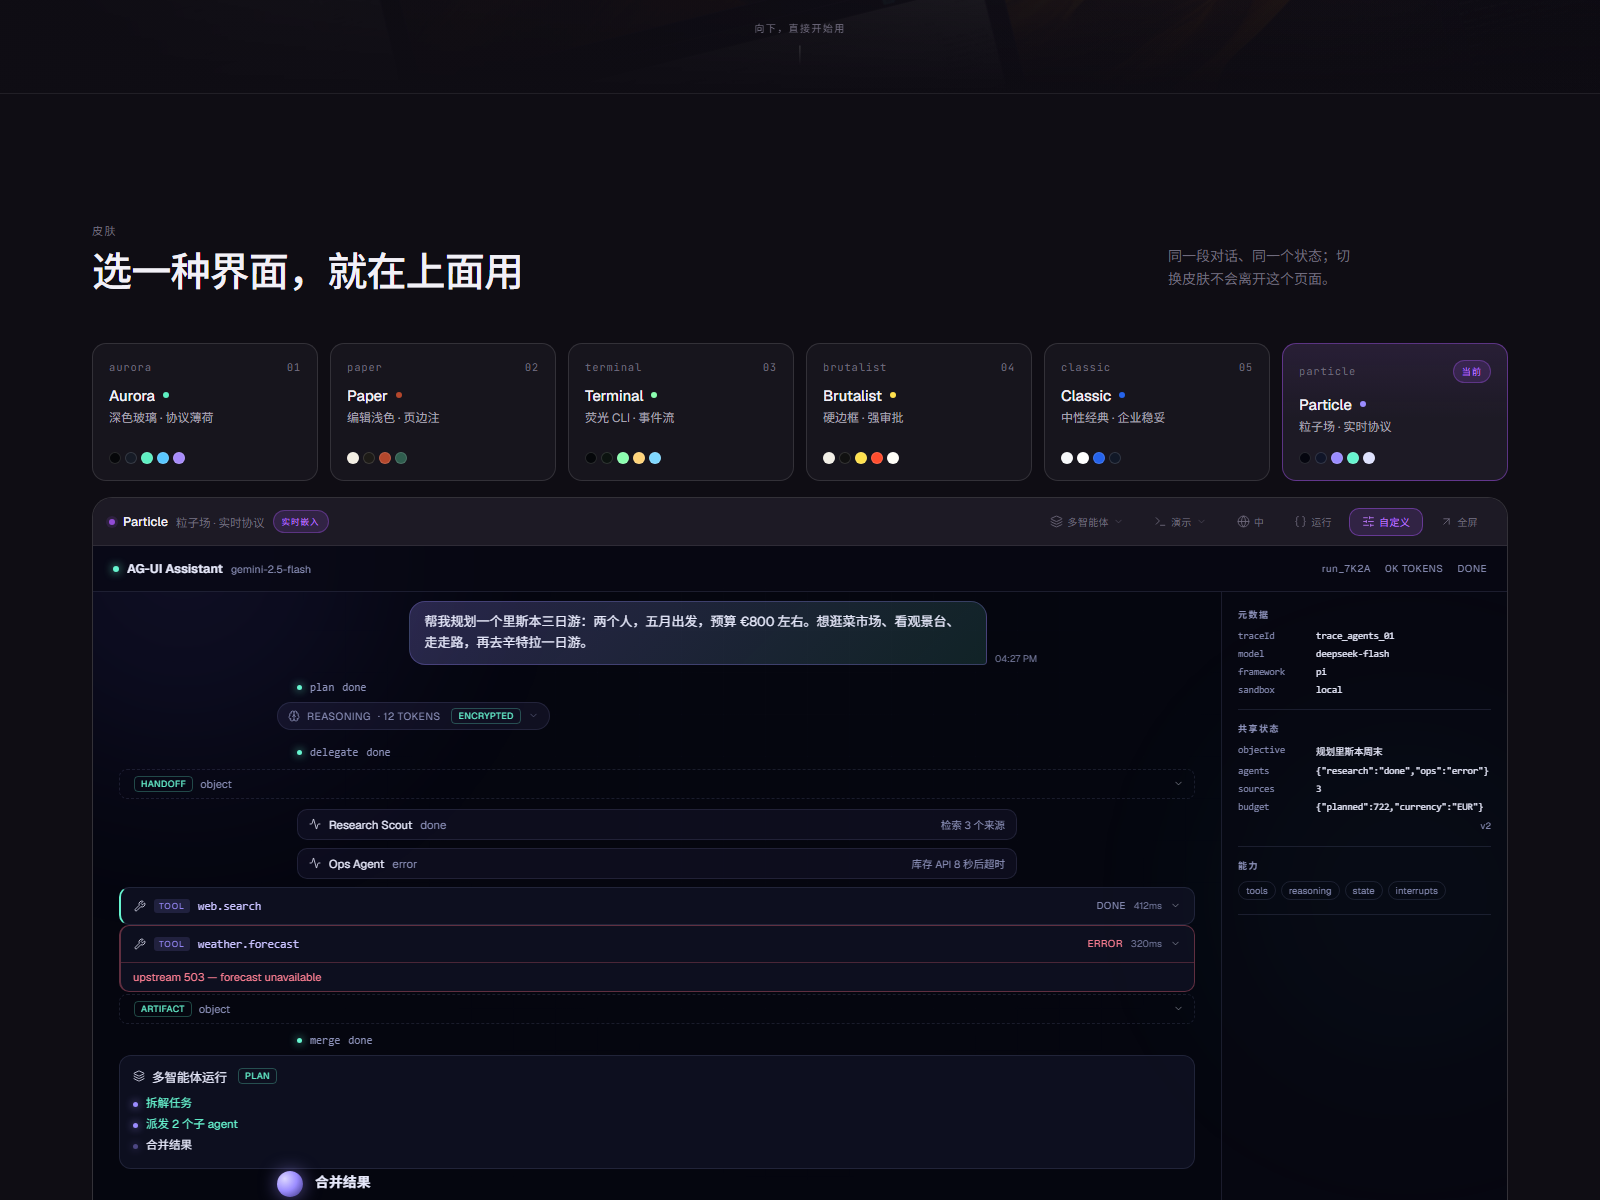 向下，直接开始用
皮肤
选一种界面，就在上面用
同一段对话、同一个状态；切
换皮肤不会离开这个页面。
aurora 01
Aurora
深色玻璃 · 协议薄荷
paper 02
Paper
编辑浅色 · 页边注
terminal 03
Terminal
荧光 CLI · 事件流
brutalist 04
Brutalist
硬边框 · 强审批
classic 05
Classic
中性经典 · 企业稳妥
particle 当前
Particle
粒子场 · 实时协议
Particle 粒子场 · 实时协议 实时嵌入 多智能体 演示 中 运行 自定义 全屏
AG-UI Assistant gemini-2.5-flash run_7K2A 0K TOKENS DONE
帮我规划一个里斯本三日游：两个人，五月出发，预算 €800 左右。想逛菜市场、看观景台、
走走路，再去辛特拉一日游。
04:27 PM
plan done
REASONING · 12 TOKENS ENCRYPTED
delegate done
HANDOFF object
Research Scout done 检索 3 个来源
Ops Agent error 库存 API 8 秒后超时
TOOL web.search DONE 412ms
TOOL weather.forecast ERROR 320ms
upstream 503 — forecast unavailable
ARTIFACT object
merge done
多智能体运行 PLAN
拆解任务
派发 2 个子 agent
合并结果
合并结果
元数据
traceId trace_agents_01
model deepseek-flash
framework pi
sandbox local
共享状态
objective 规划里斯本周末
agents {"research":"done","ops":"error"}
sources 3
budget {"planned":722,"currency":"EUR"}
v2
能力
tools reasoning state interrupts